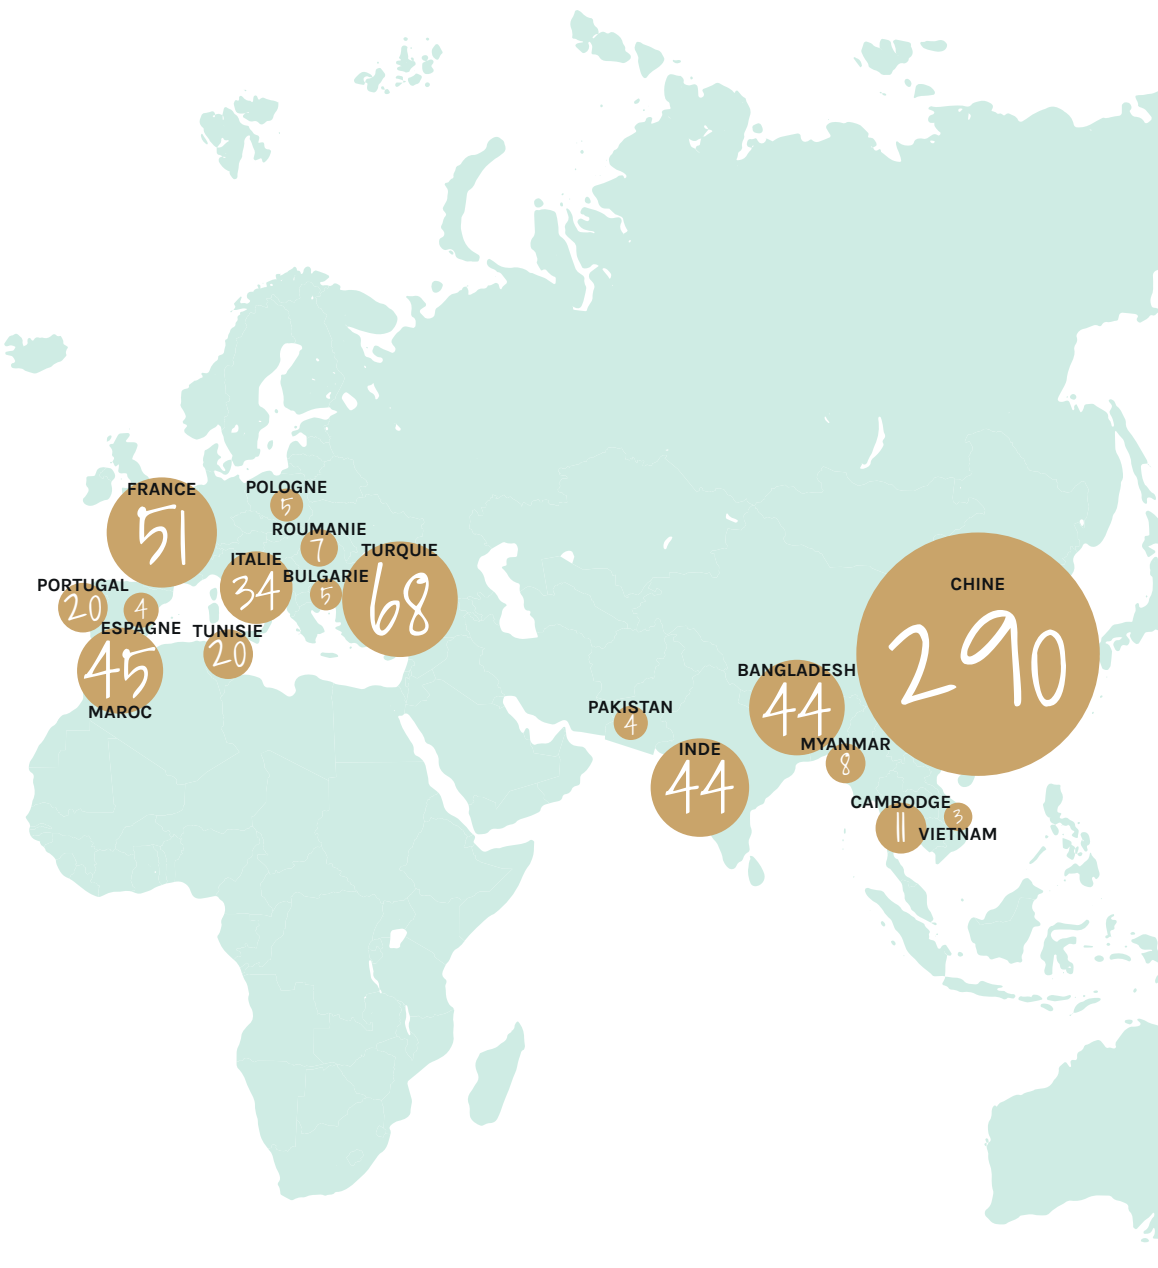 FRANCE
51
POLOGNE
5
ROUMANIE
7
TURQUIE
68
ITALIE
34
BULGARIE
5
PORTUGAL
20
4
ESPAGNE
TUNISIE
20
45
MAROC
CHINE
290
BANGLADESH
44
PAKISTAN
4
MYANMAR
8
INDE
44
CAMBODGE
11
3
VIETNAM